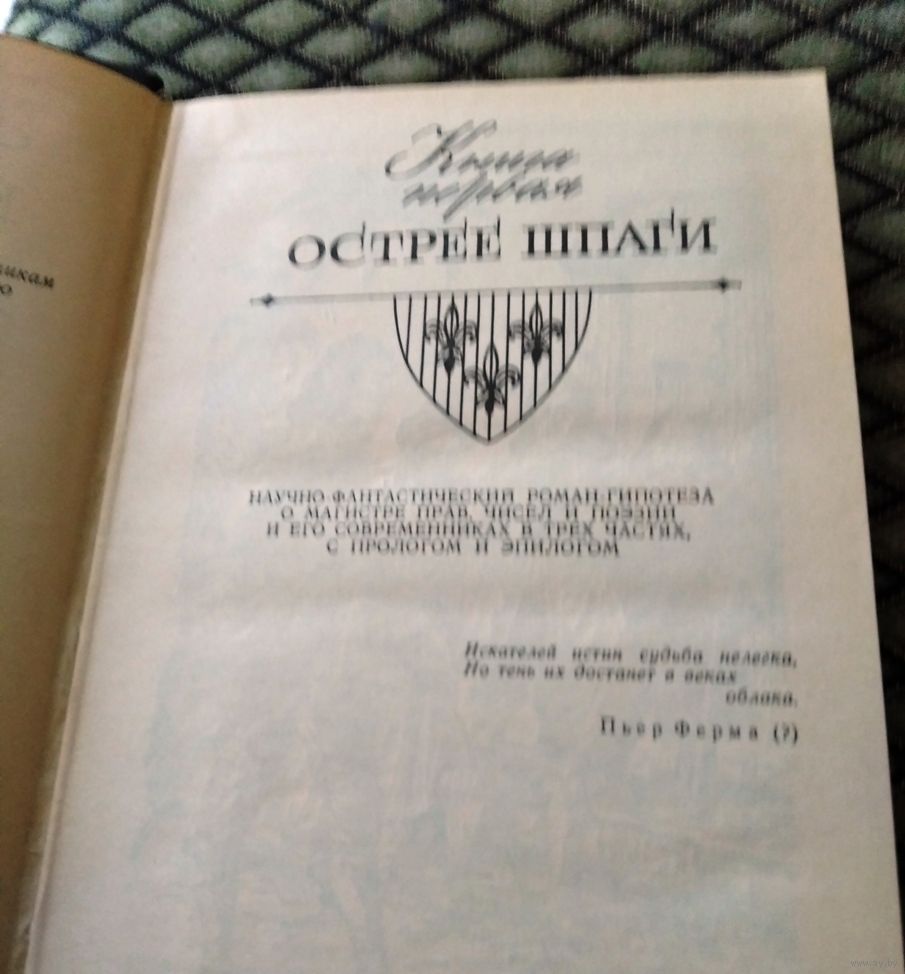 икам
ю
Книга
первая
ОСТРЕЕ ШПАГИ
НАУЧНО-ФАНТАСТИЧЕСКИЙ РОМАН-ГИПОТЕЗА
О МАГИСТРЕ ПРАВ, ЧИСЕЛ И ПОЭЗИИ
И ЕГО СОВРЕМЕННИКАХ В ТРЕХ ЧАСТЯХ,
С ПРОЛОГОМ И ЭПИЛОГОМ
Искателей истин судьба нелегка,
Но тень их достанет в веках
облака.
Пьер Ферма (?)